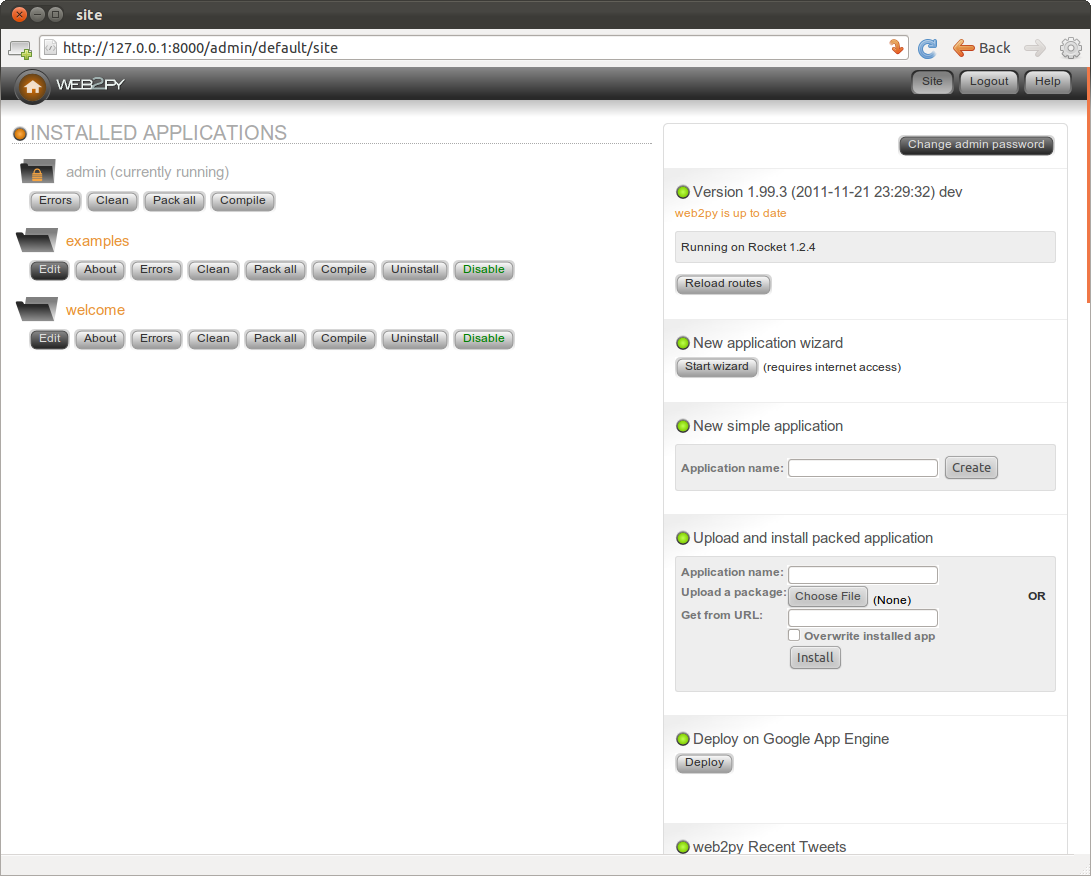 site
http://127.0.0.1:8000/admin/default/site
Back
WEB2PY
Site Logout Help
INSTALLED APPLICATIONS
admin (currently running)
Errors Clean Pack all Compile
examples
Edit About Errors Clean Pack all Compile Uninstall Disable
welcome
Edit About Errors Clean Pack all Compile Uninstall Disable
Change admin password
Version 1.99.3 (2011-11-21 23:29:32) dev
web2py is up to date
Running on Rocket 1.2.4
Reload routes
New application wizard
Start wizard (requires internet access)
New simple application
Application name: Create
Upload and install packed application
Application name:
Upload a package: Choose File (None) OR
Get from URL:
Overwrite installed app
Install
Deploy on Google App Engine
Deploy
web2py Recent Tweets